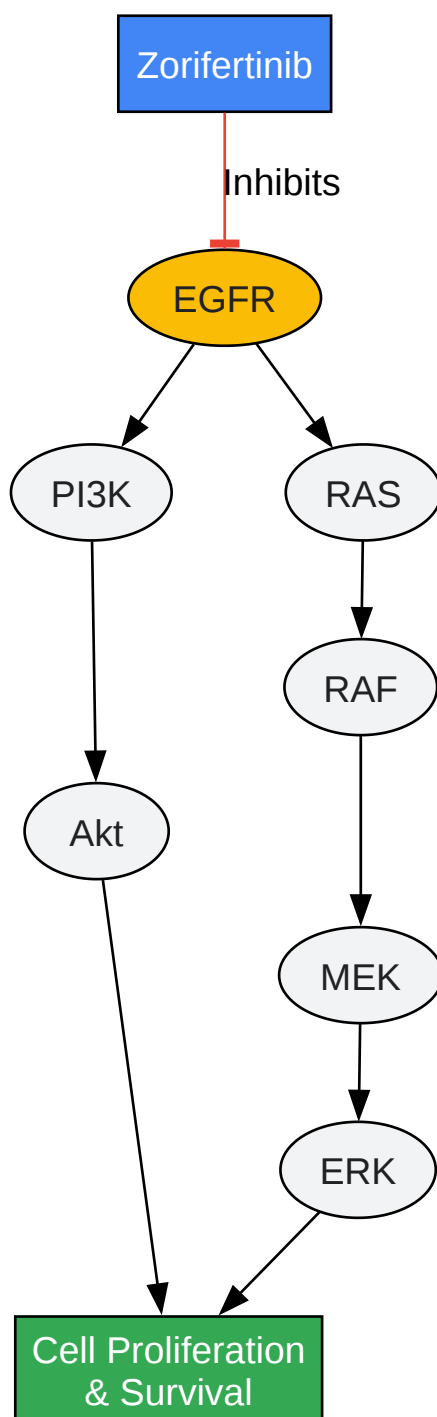 Zorifertinib
Inhibits
EGFR
PI3K
RAS
RAF
Akt
MEK
ERK
Cell Proliferation
& Survival